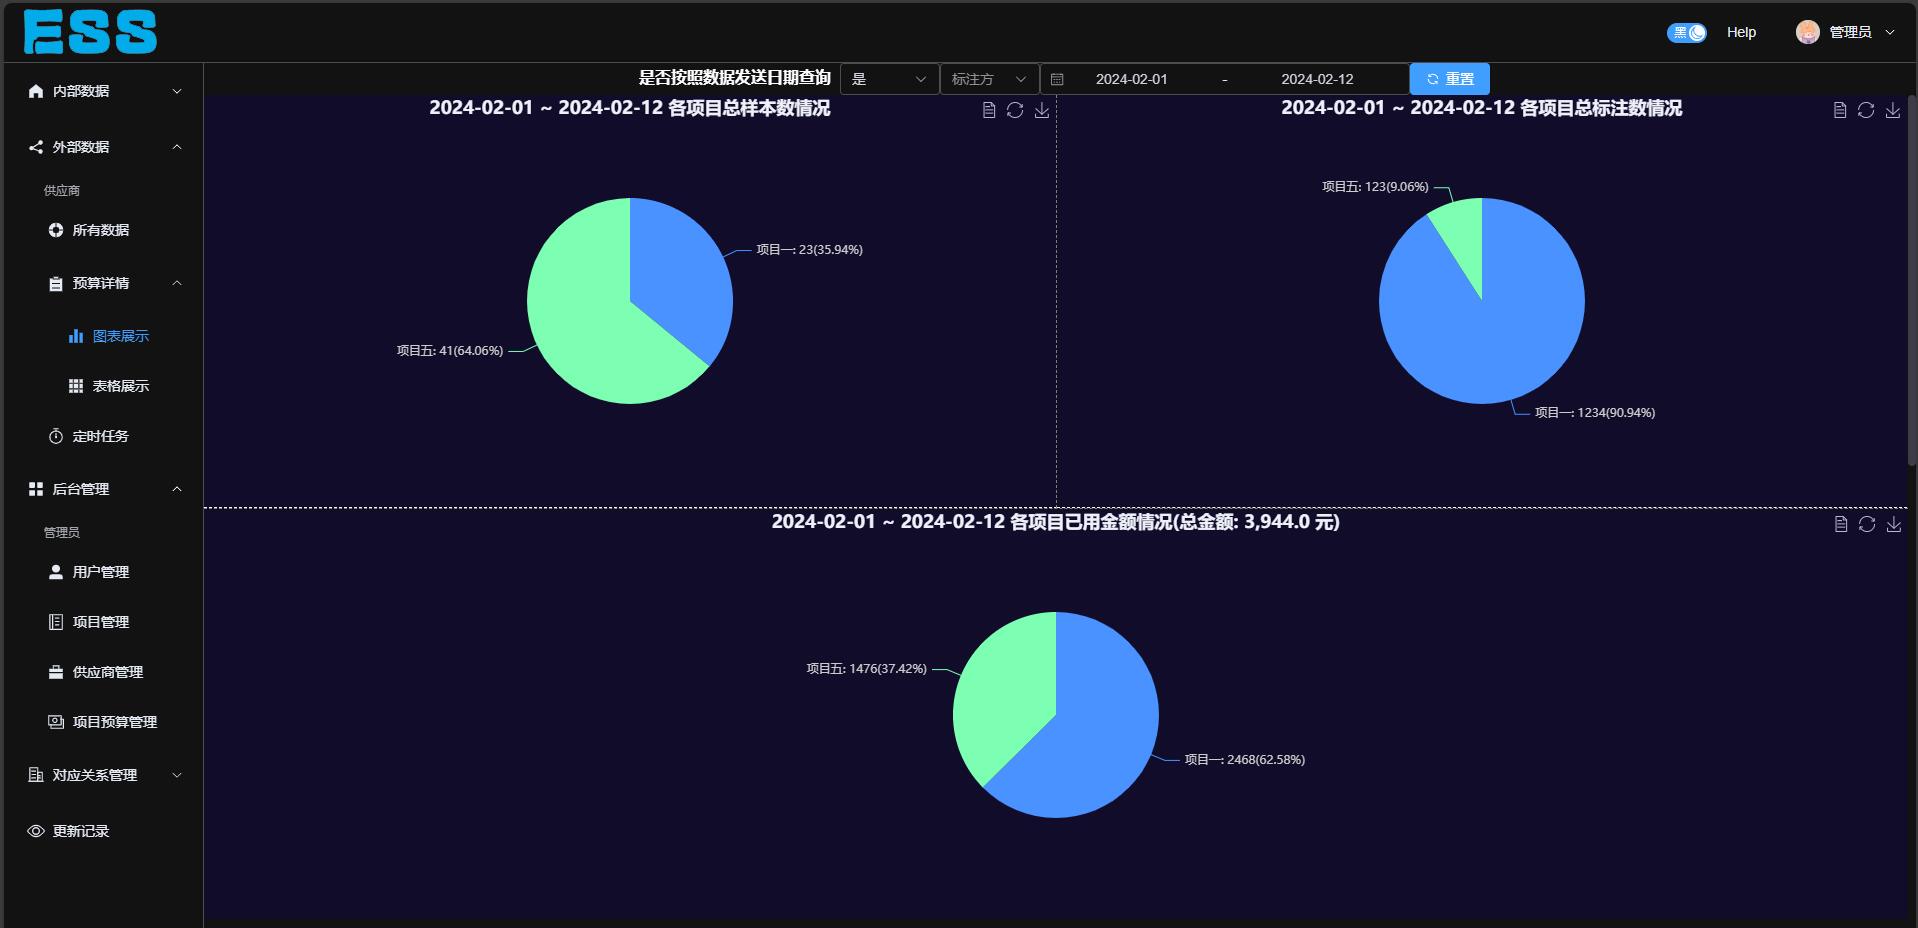 ESS
黑
Help
管理员
内部数据
外部数据
供应商
所有数据
预算详情
图表展示
表格展示
定时任务
后台管理
管理员
用户管理
项目管理
供应商管理
项目预算管理
对应关系管理
更新记录
是否按照数据发送日期查询 是 标注方 2024-02-01 - 2024-02-12 重置
2024-02-01 ~ 2024-02-12 各项目总样本数情况
项目一: 23(35.94%)
项目五: 41(64.06%)
2024-02-01 ~ 2024-02-12 各项目总标注数情况
项目五: 123(9.06%)
项目一: 1234(90.94%)
2024-02-01 ~ 2024-02-12 各项目已用金额情况(总金额: 3,944.0 元)
项目五: 1476(37.42%)
项目一: 2468(62.58%)